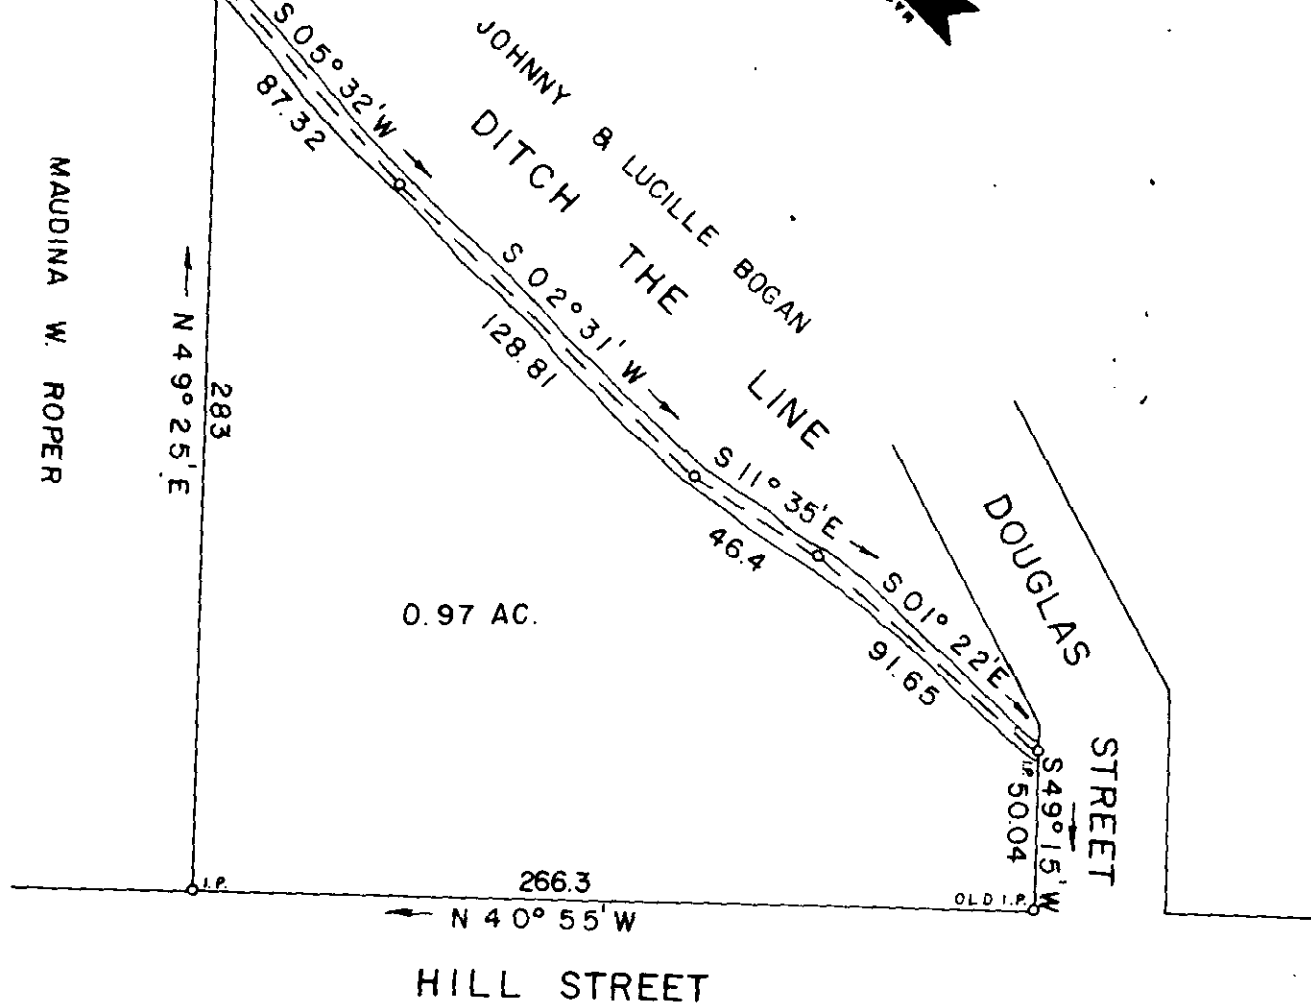 S 05° 32' W
87.32
JOHNNY & LUCILLE BOGAN
DITCH THE LINE
MAUDINA W. ROPER
N 49° 25' E
283
S 02° 31' W
128.81
S 11° 35' E
46.4
S 01° 22' E
91.65
DOUGLAS STREET
0.97 AC.
I.P.
S 49° 15' W
50.04
I.P.
266.3
OLD I.P.
N 40° 55' W
HILL STREET